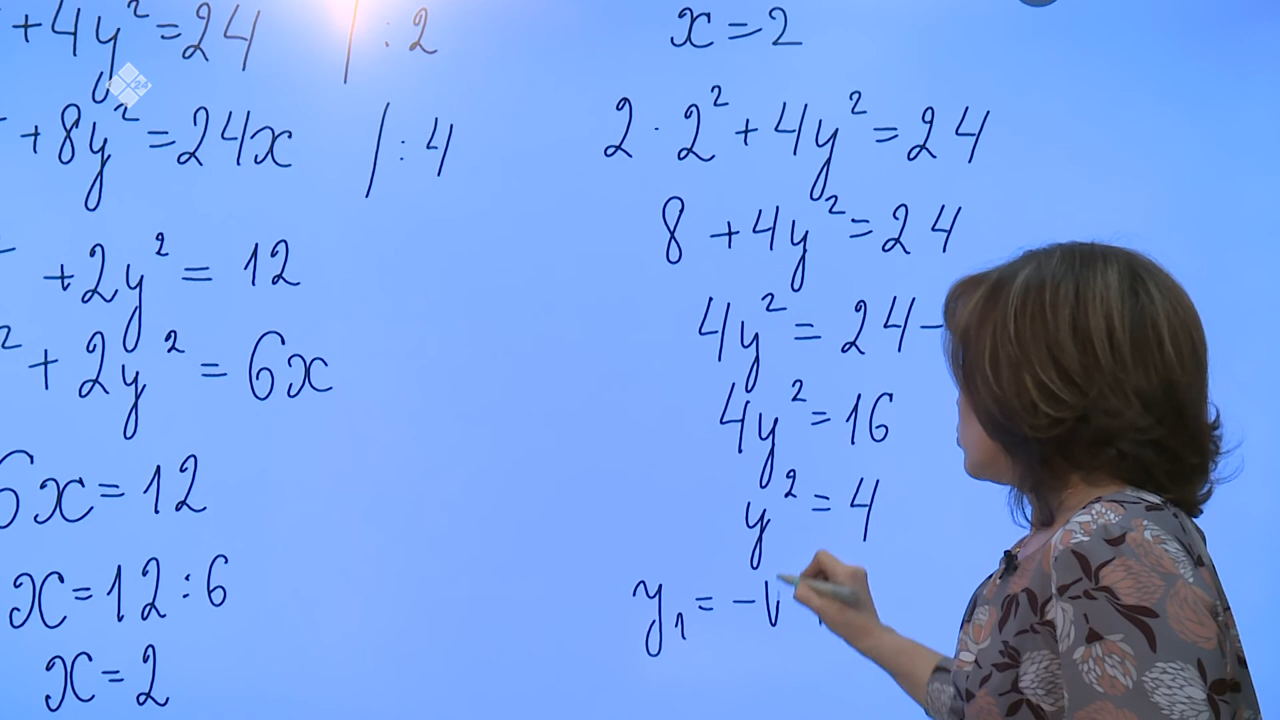 +4y²=24 | :2
24
+8y²=24x | :4
+2y² = 12
² + 2y² = 6x
6x=12
x=12:6
x=2
x=2
2·2²+4y²=24
8+4y²=24
4y²=24-
4y²=16
y²=4
y₁=-